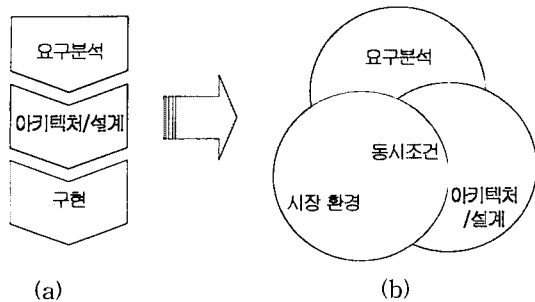 요구분석
아키텍처/설계
구현
(a)
요구분석
동시조건
시장 환경
아키텍처
/설계
(b)